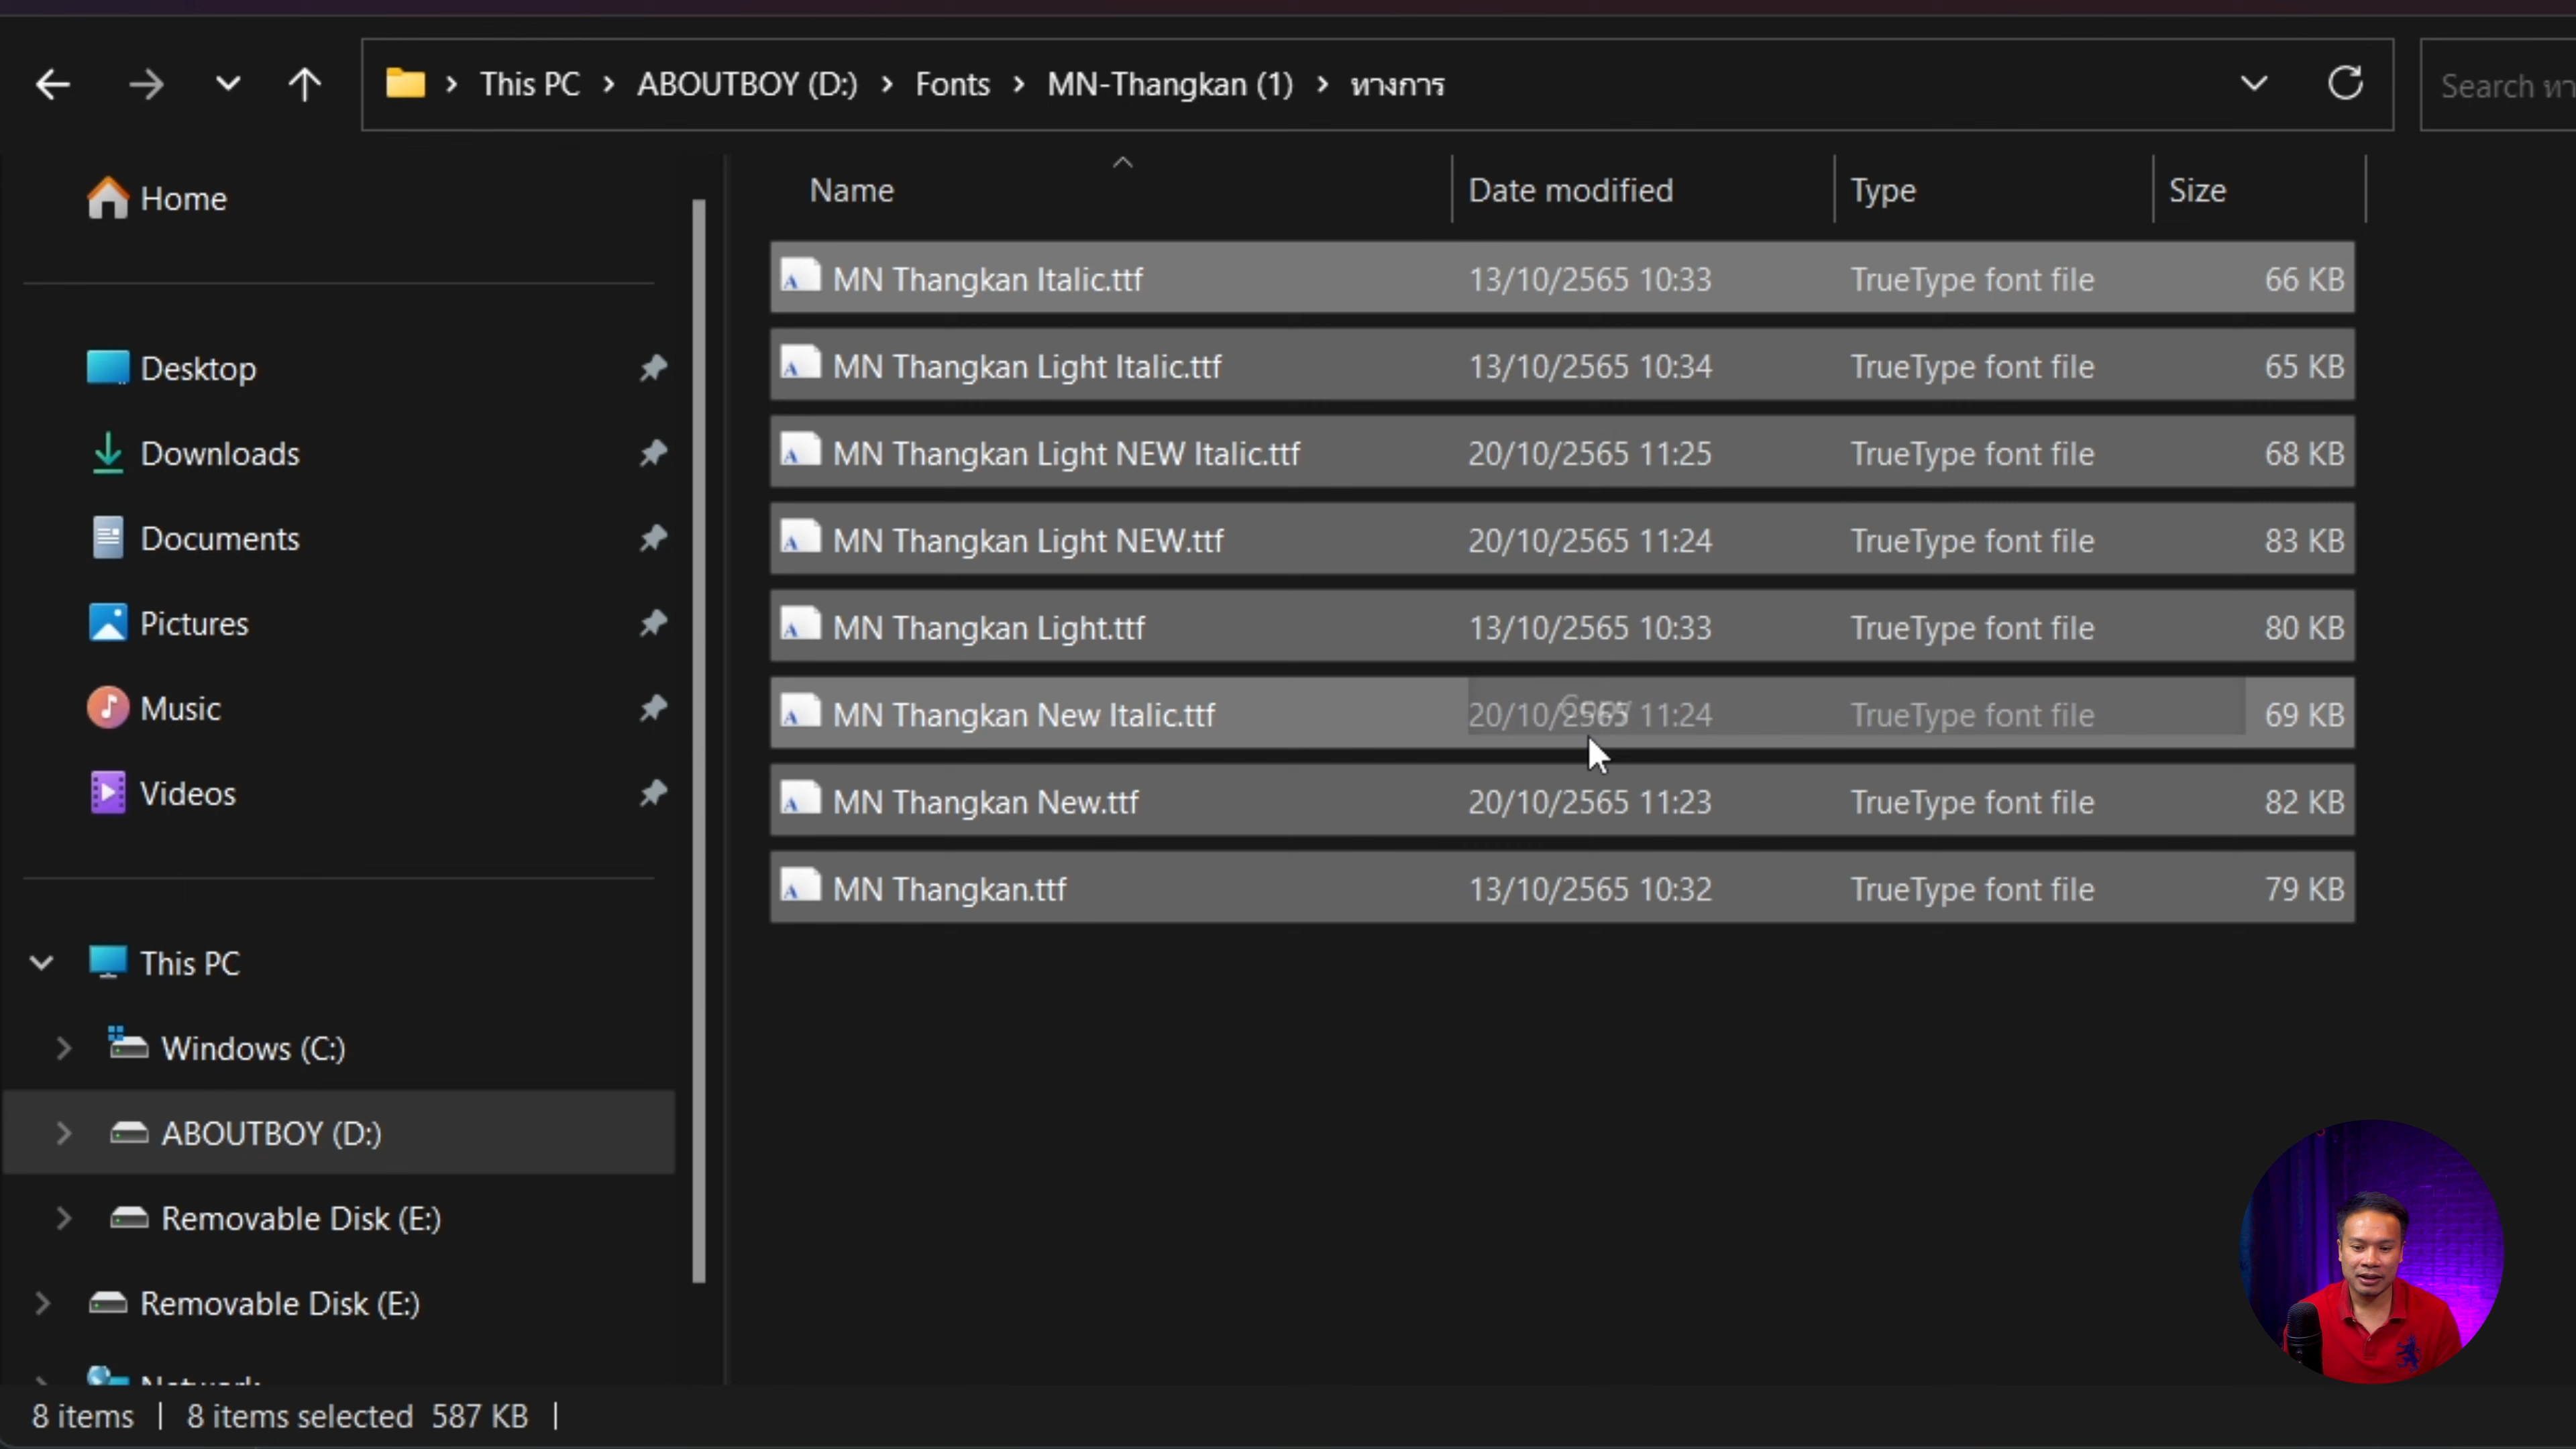 This PC > ABOUTBOY (D:) > Fonts > MN-Thangkan (1) > ทางการ
Search ทา
Home
Desktop
Downloads
Documents
Pictures
Music
Videos
This PC
Windows (C:)
ABOUTBOY (D:)
Removable Disk (E:)
Removable Disk (E:)
Network
Name Date modified Type Size
MN Thangkan Italic.ttf 13/10/2565 10:33 TrueType font file 66 KB
MN Thangkan Light Italic.ttf 13/10/2565 10:34 TrueType font file 65 KB
MN Thangkan Light NEW Italic.ttf 20/10/2565 11:25 TrueType font file 68 KB
MN Thangkan Light NEW.ttf 20/10/2565 11:24 TrueType font file 83 KB
MN Thangkan Light.ttf 13/10/2565 10:33 TrueType font file 80 KB
MN Thangkan New Italic.ttf 20/10/2565 11:24 TrueType font file 69 KB
Copy
MN Thangkan New.ttf 20/10/2565 11:23 TrueType font file 82 KB
MN Thangkan.ttf 13/10/2565 10:32 TrueType font file 79 KB
8 items | 8 items selected 587 KB |